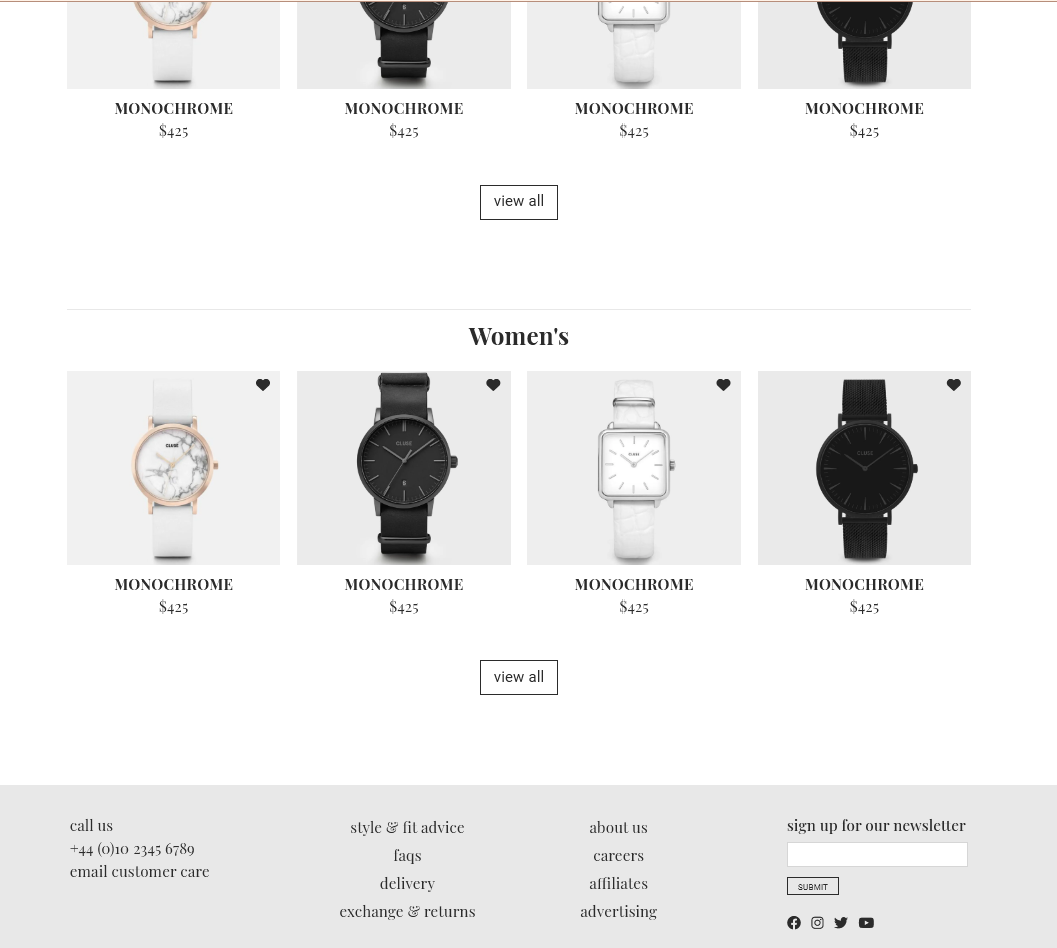 MONOCHROME MONOCHROME MONOCHROME MONOCHROME
$425 $425 $425 $425
view all
Women's
CLUSE CLUSE CLUSE CLUSE
6
MONOCHROME MONOCHROME MONOCHROME MONOCHROME
$425 $425 $425 $425
view all
call us
+44 (0)10 2345 6789
email customer care
style & fit advice
faqs
delivery
exchange & returns
about us
careers
affiliates
advertising
sign up for our newsletter
SUBMIT